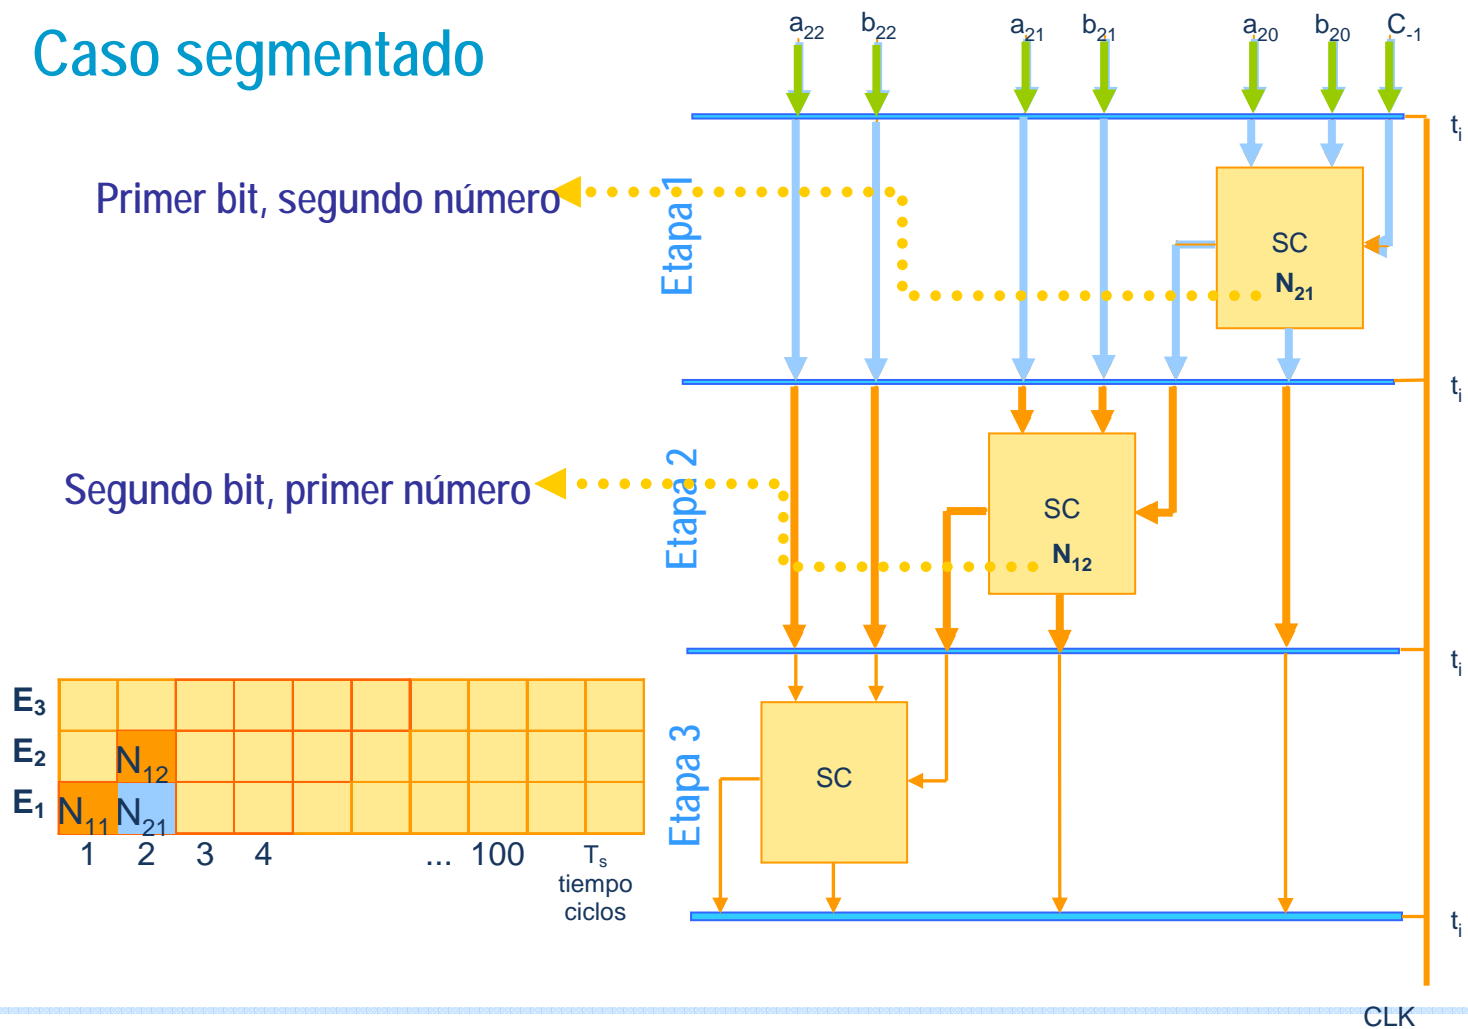 Caso segmentado
a22 b22 a21 b21 a20 b20 C-1
ti
Primer bit, segundo número
Etapa 1
SC
N21
ti
Segundo bit, primer número
Etapa 2
SC
N12
ti
E3
E2 N12
E1 N11 N21
1 2 3 4 ... 100 Ts
tiempo
ciclos
Etapa 3
SC
ti
CLK